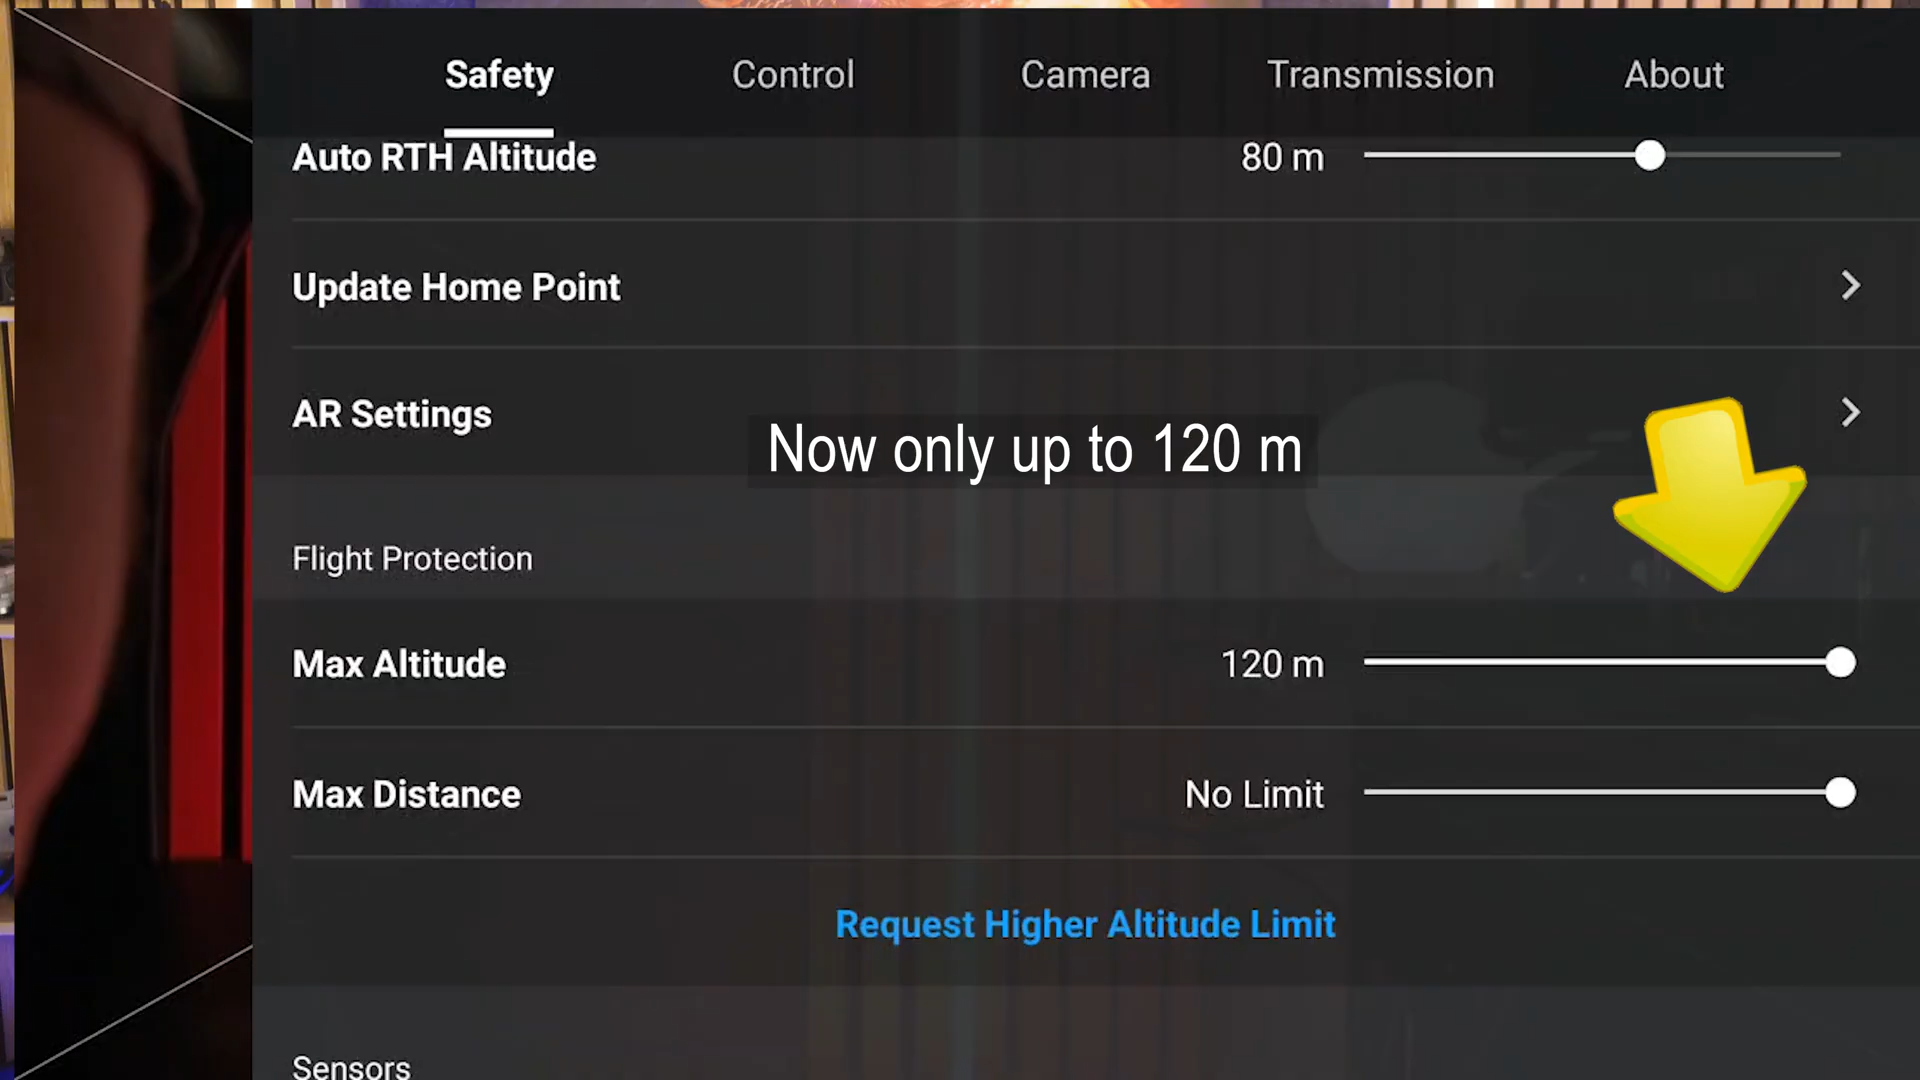 Safety Control Camera Transmission About
Auto RTH Altitude 80 m
Update Home Point
AR Settings
Now only up to 120 m
Flight Protection
Max Altitude 120 m
Max Distance No Limit
Request Higher Altitude Limit
Sensors